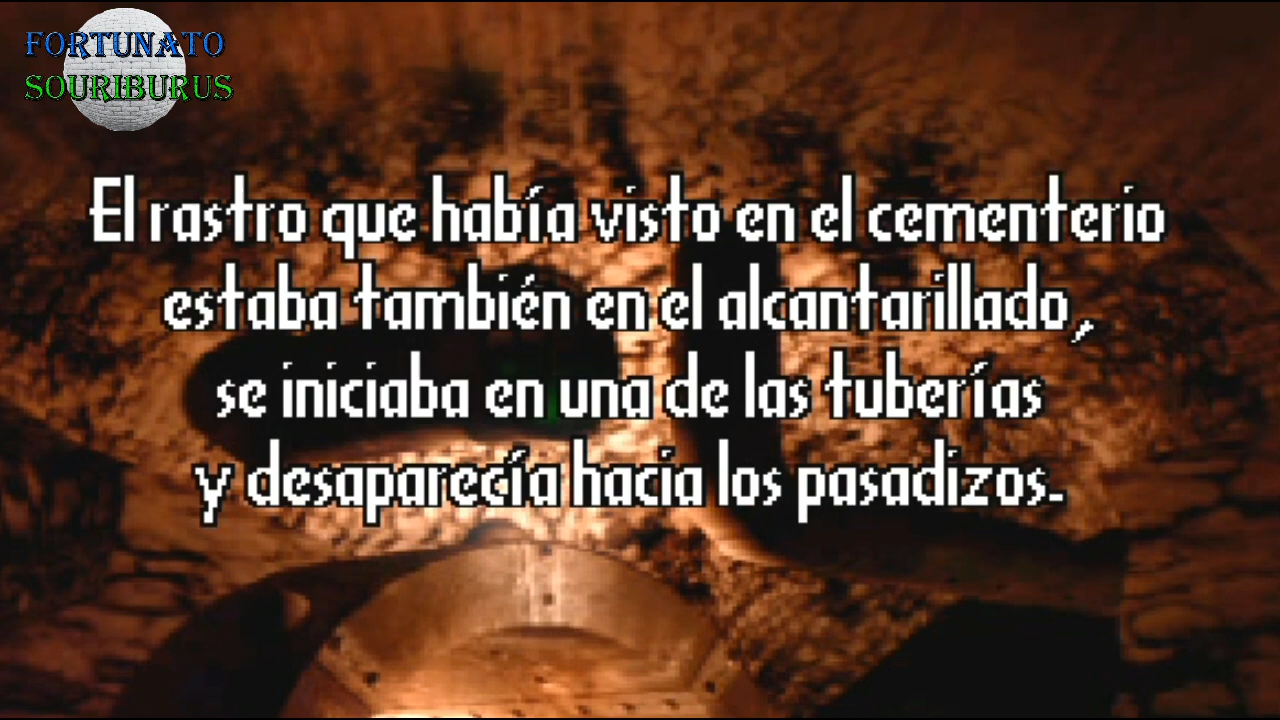 FORTUNATO
SOURIBURUS
El rastro que había visto en el cementerio
estaba también en el alcantarillado,
se iniciaba en una de las tuberías
y desaparecía hacia los pasadizos.